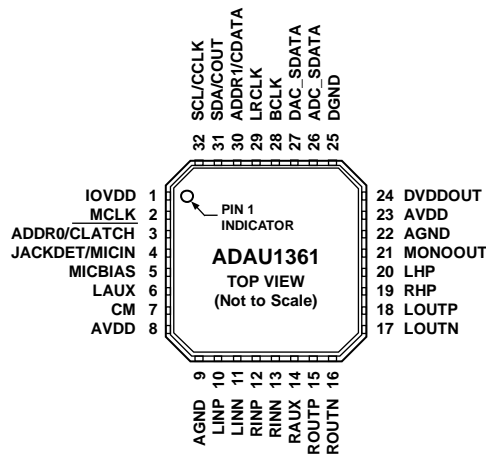 32 SCL/CCLK
31 SDA/COUT
30 ADDR1/CDATA
29 LRCLK
28 BCLK
27 DAC_SDATA
26 ADC_SDATA
25 DGND
IOVDD 1
MCLK 2
ADDR0/CLATCH 3
JACKDET/MICIN 4
MICBIAS 5
LAUX 6
CM 7
AVDD 8
PIN 1
INDICATOR
ADAU1361
TOP VIEW
(Not to Scale)
24 DVDDOUT
23 AVDD
22 AGND
21 MONOOUT
20 LHP
19 RHP
18 LOUTP
17 LOUTN
AGND 9
LINP 10
LINN 11
RINP 12
RINN 13
RAUX 14
ROUTP 15
ROUTN 16